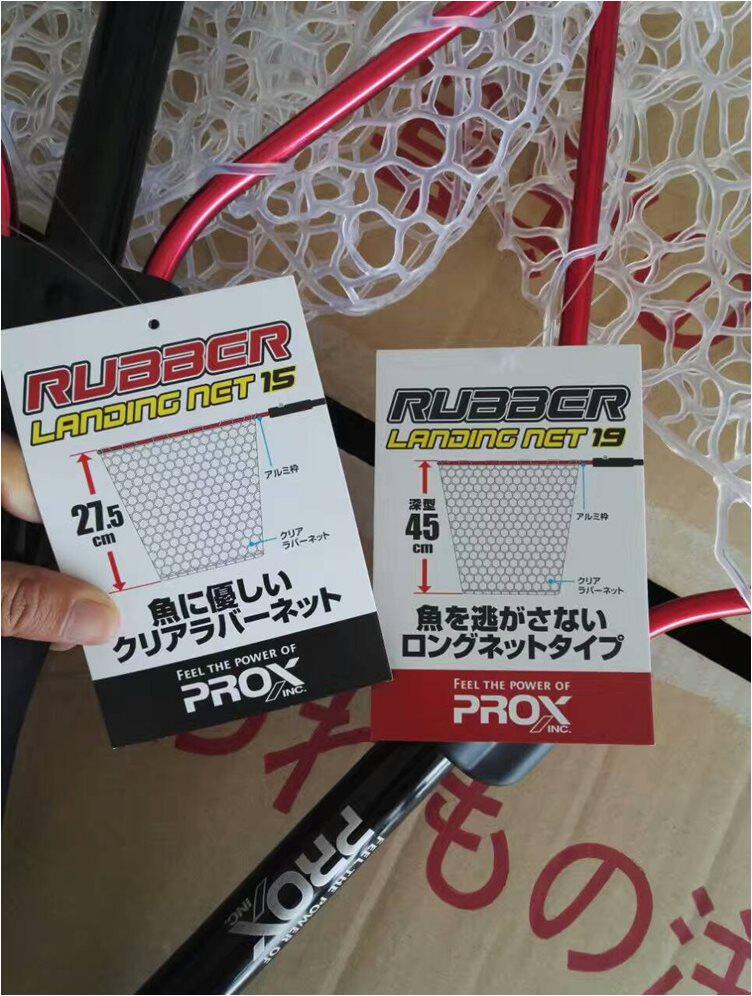 RUBBER
LANDING NET 15
27.5
cm
アルミ枠
クリア
ラバーネット
魚に優しい
クリアラバーネット
FEEL THE POWER OF
PROX
INC.
RUBBER
LANDING NET 19
深型
45
cm
アルミ枠
クリア
ラバーネット
魚を逃がさない
ロングネットタイプ
FEEL THE POWER OF
PROX
INC.
PROX
INC.
FEEL THE POWER OF
もの注